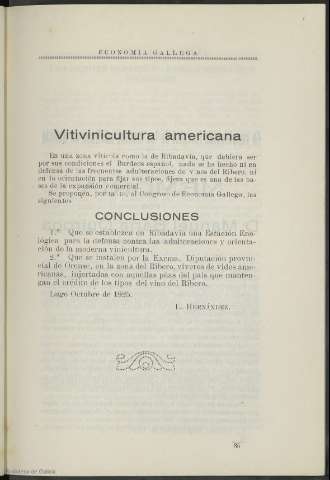 ECONOMIA GALLEGA
Vitivinicultura americana
En una zona vitícola como la de Ribadavia, que debiera ser
por sus condiciones el Burdeos español, nada se ha hecho ni en
defensa de las frecuentes adulteraciones de vinos del Ribero, ni
en la orientación para fijar sus tipos, fijeza que es una de las ba-
ses de la expansión comercial.
Se proponen, por tanto, al Congreso de Economía Gallega, las
siguientes
CONCLUSIONES
1.ª Que se establezca en Ribadavia una Estación Eno-
lógica para la defensa contra las adulteraciones y orienta-
ción de la moderna vinicultura.
2.ª Que se instalen por la Excma. Diputación provin-
cial de Orense, en la zona del Ribero, viveros de vides ame-
ricanas, injertadas con aquellas púas del país que manten-
gan el crédito de los tipos del vino del Ribero.
Lugo Octubre de 1925.
HERNÁNDEZ.
Biblioteca de Galicia